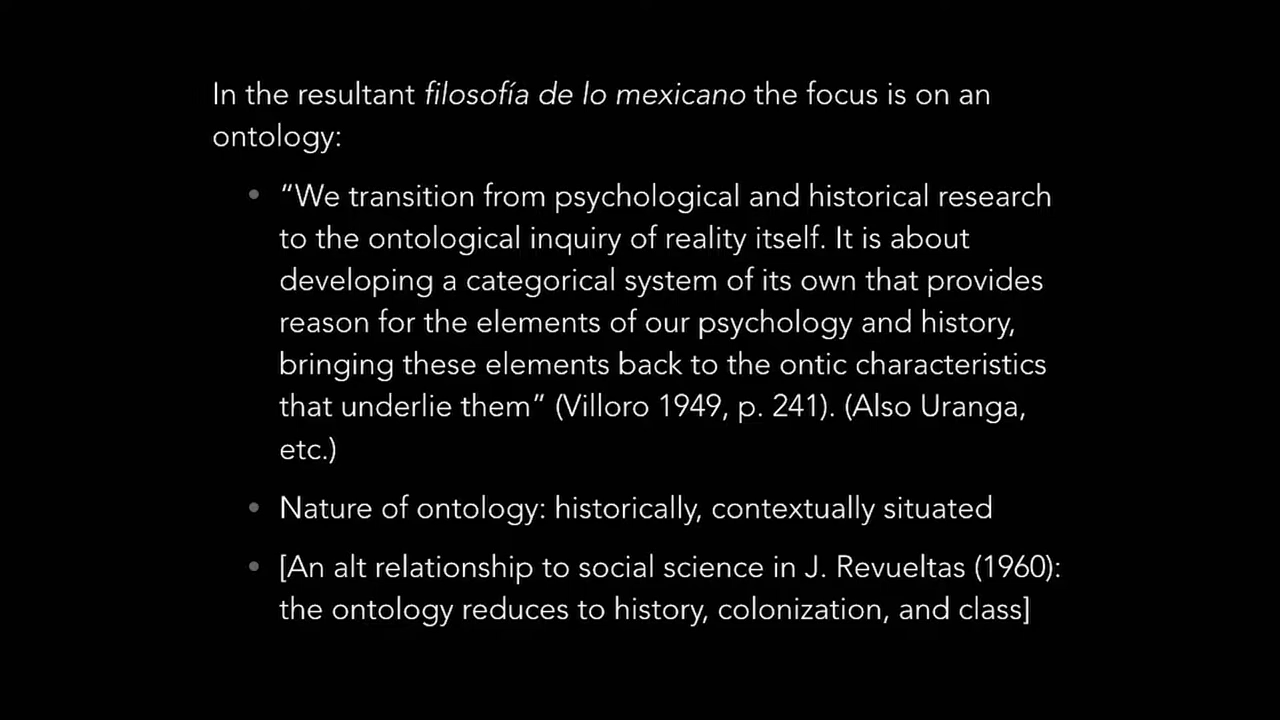 In the resultant filosofía de lo mexicano the focus is on an
ontology:
• “We transition from psychological and historical research
to the ontological inquiry of reality itself. It is about
developing a categorical system of its own that provides
reason for the elements of our psychology and history,
bringing these elements back to the ontic characteristics
that underlie them” (Villoro 1949, p. 241). (Also Uranga,
etc.)
• Nature of ontology: historically, contextually situated
• [An alt relationship to social science in J. Revueltas (1960):
the ontology reduces to history, colonization, and class]